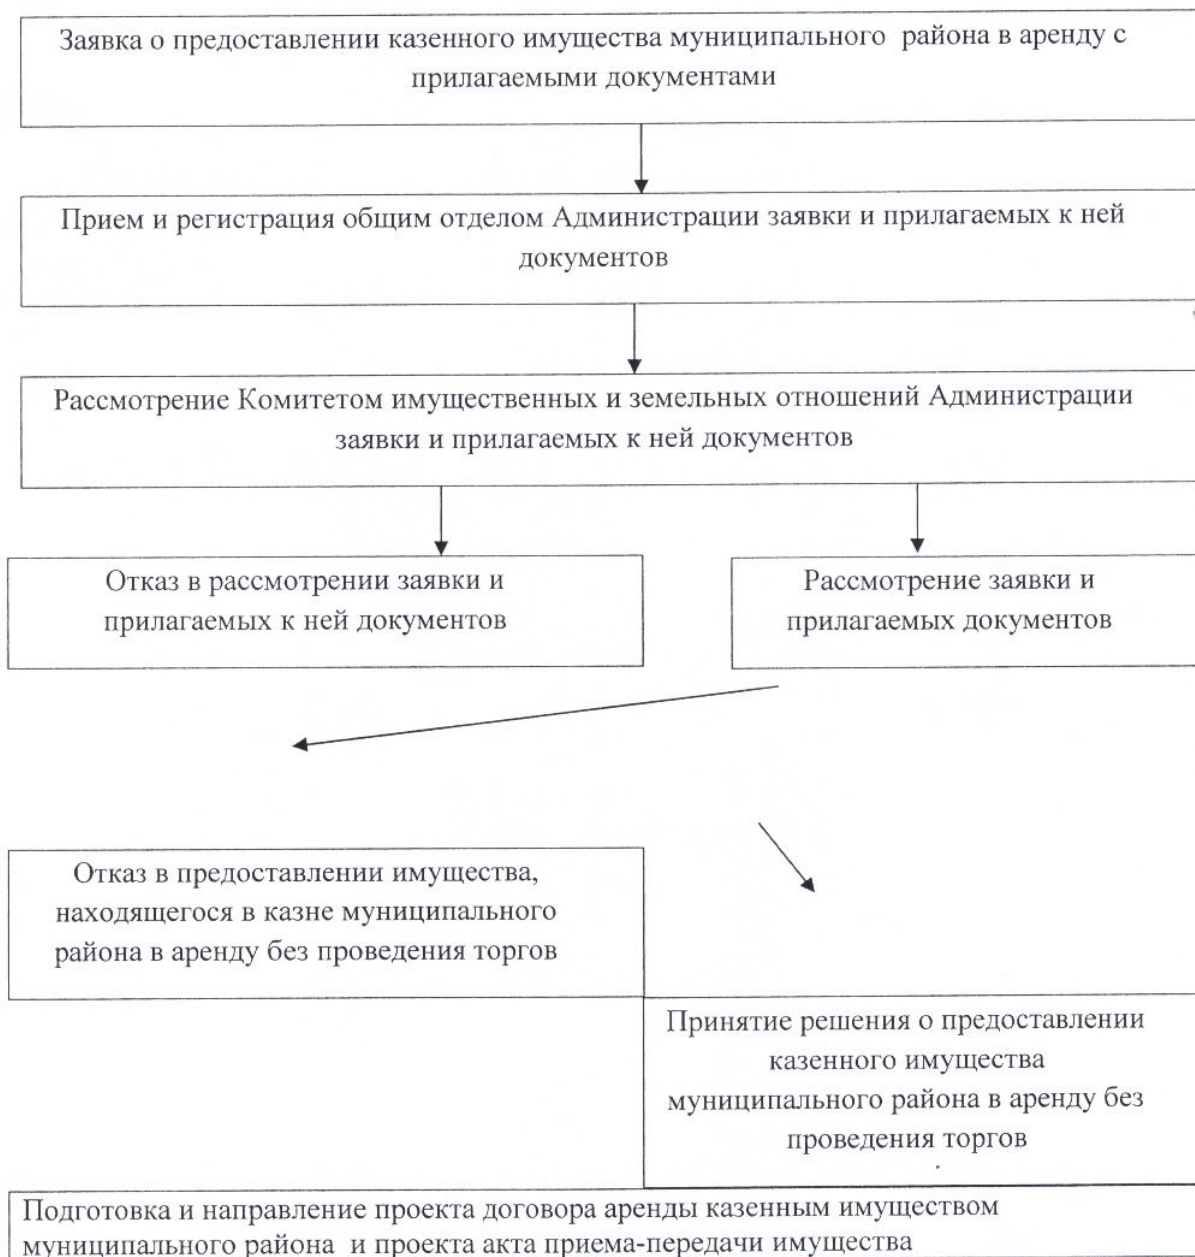 Заявка о предоставлении казенного имущества муниципального района в аренду с
прилагаемыми документами
Прием и регистрация общим отделом Администрации заявки и прилагаемых к ней
документов
Рассмотрение Комитетом имущественных и земельных отношений Администрации
заявки и прилагаемых к ней документов
Отказ в рассмотрении заявки и
прилагаемых к ней документов
Рассмотрение заявки и
прилагаемых документов
Отказ в предоставлении имущества,
находящегося в казне муниципального
района в аренду без проведения торгов
Принятие решения о предоставлении
казенного имущества
муниципального района в аренду без
проведения торгов
Подготовка и направление проекта договора аренды казенным имуществом
муниципального района и проекта акта приема-передачи имущества